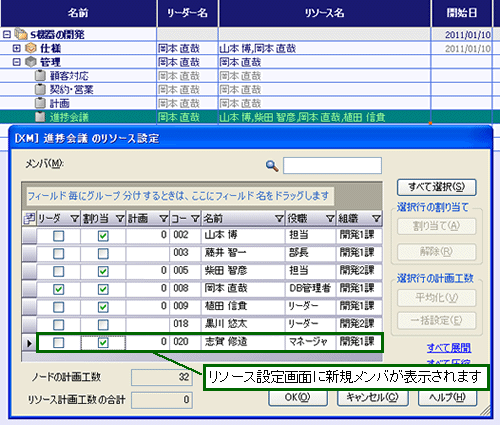 名前 リーダー名 リソース名 開始日
S機器の開発 2011/01/10
仕様 岡本 直哉 山本 博,岡本 直哉 2011/01/10
管理 岡本 直哉 岡本 直哉
顧客対応 岡本 直哉 岡本 直哉
契約・営業 岡本 直哉 岡本 直哉
計画 岡本 直哉 岡本 直哉
進捗会議 岡本 直哉 山本 博,柴田 智彦,岡本 直哉,植田 信貴
[XM] 進捗会議 のリソース設定
メンバ(M):
すべて選択(S)
フィールド毎にグループ分けするときは、ここにフィールド名をドラッグします
選択行の割り当て
リーダ 割り当 計画 コー 名前 役職 組織
割り当て(A)
0 002 山本 博 担当 開発1課
003 藤井 智一 部長 開発1課
解除(R)
0 005 柴田 智彦 担当 開発2課
選択行の計画工数
0 008 岡本 直哉 DB管理者 開発1課
平均化(V)
0 009 植田 信貴 リーダー 開発1課
018 黒川 悠太 リーダー 開発2課
一括設定(E)
0 020 志賀 修造 マネージャ 開発1課
すべて展開
すべて圧縮
ノードの計画工数 32
リソース設定画面に新規メンバが表示されます
リソース計画工数の合計 0
OK(O) キャンセル(C) ヘルプ(H)